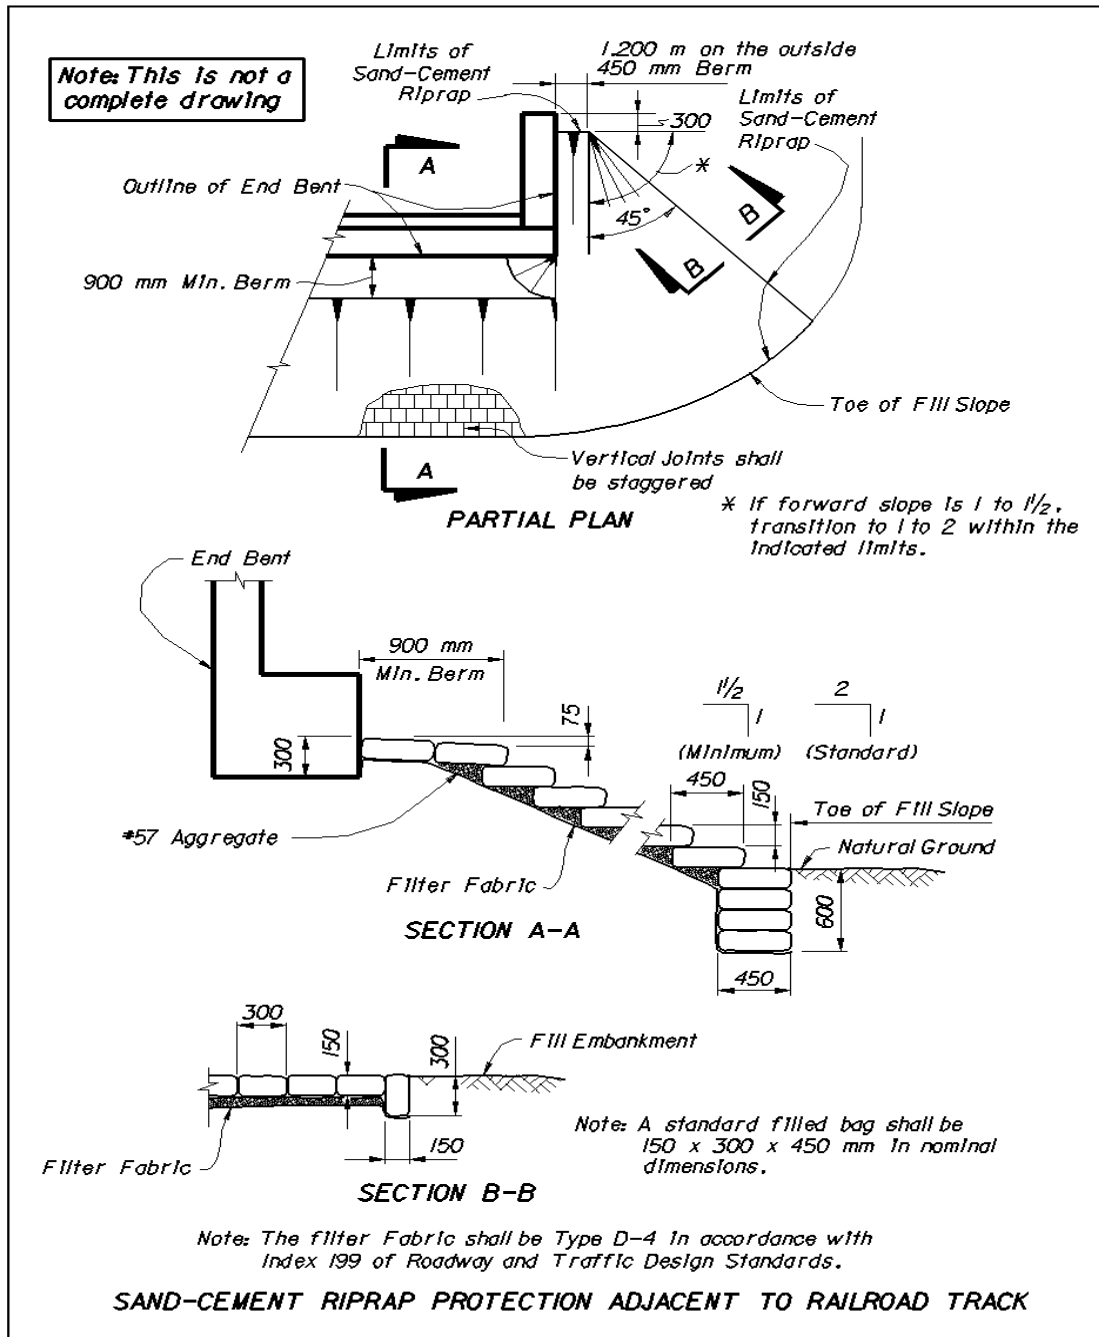 Note: This is not a
complete drawing
Limits of
Sand-Cement
Riprap
1.200 m on the outside
450 mm Berm
Limits of
Sand-Cement
Riprap
300
*
A
Outline of End Bent
45°
B
B
900 mm Min. Berm
Toe of Fill Slope
A
Vertical Joints shall
be staggered
PARTIAL PLAN
* If forward slope is 1 to 1½,
transition to 1 to 2 within the
indicated limits.
End Bent
900 mm
Min. Berm
75
1½
1
2
1
(Minimum)
(Standard)
300
450
150
Toe of Fill Slope
#57 Aggregate
Natural Ground
Filter Fabric
600
SECTION A-A
450
300
150
300
Fill Embankment
Note: A standard filled bag shall be
150 x 300 x 450 mm in nominal
dimensions.
150
Filter Fabric
SECTION B-B
Note: The filter Fabric shall be Type D-4 in accordance with
Index 199 of Roadway and Traffic Design Standards.
SAND-CEMENT RIPRAP PROTECTION ADJACENT TO RAILROAD TRACK